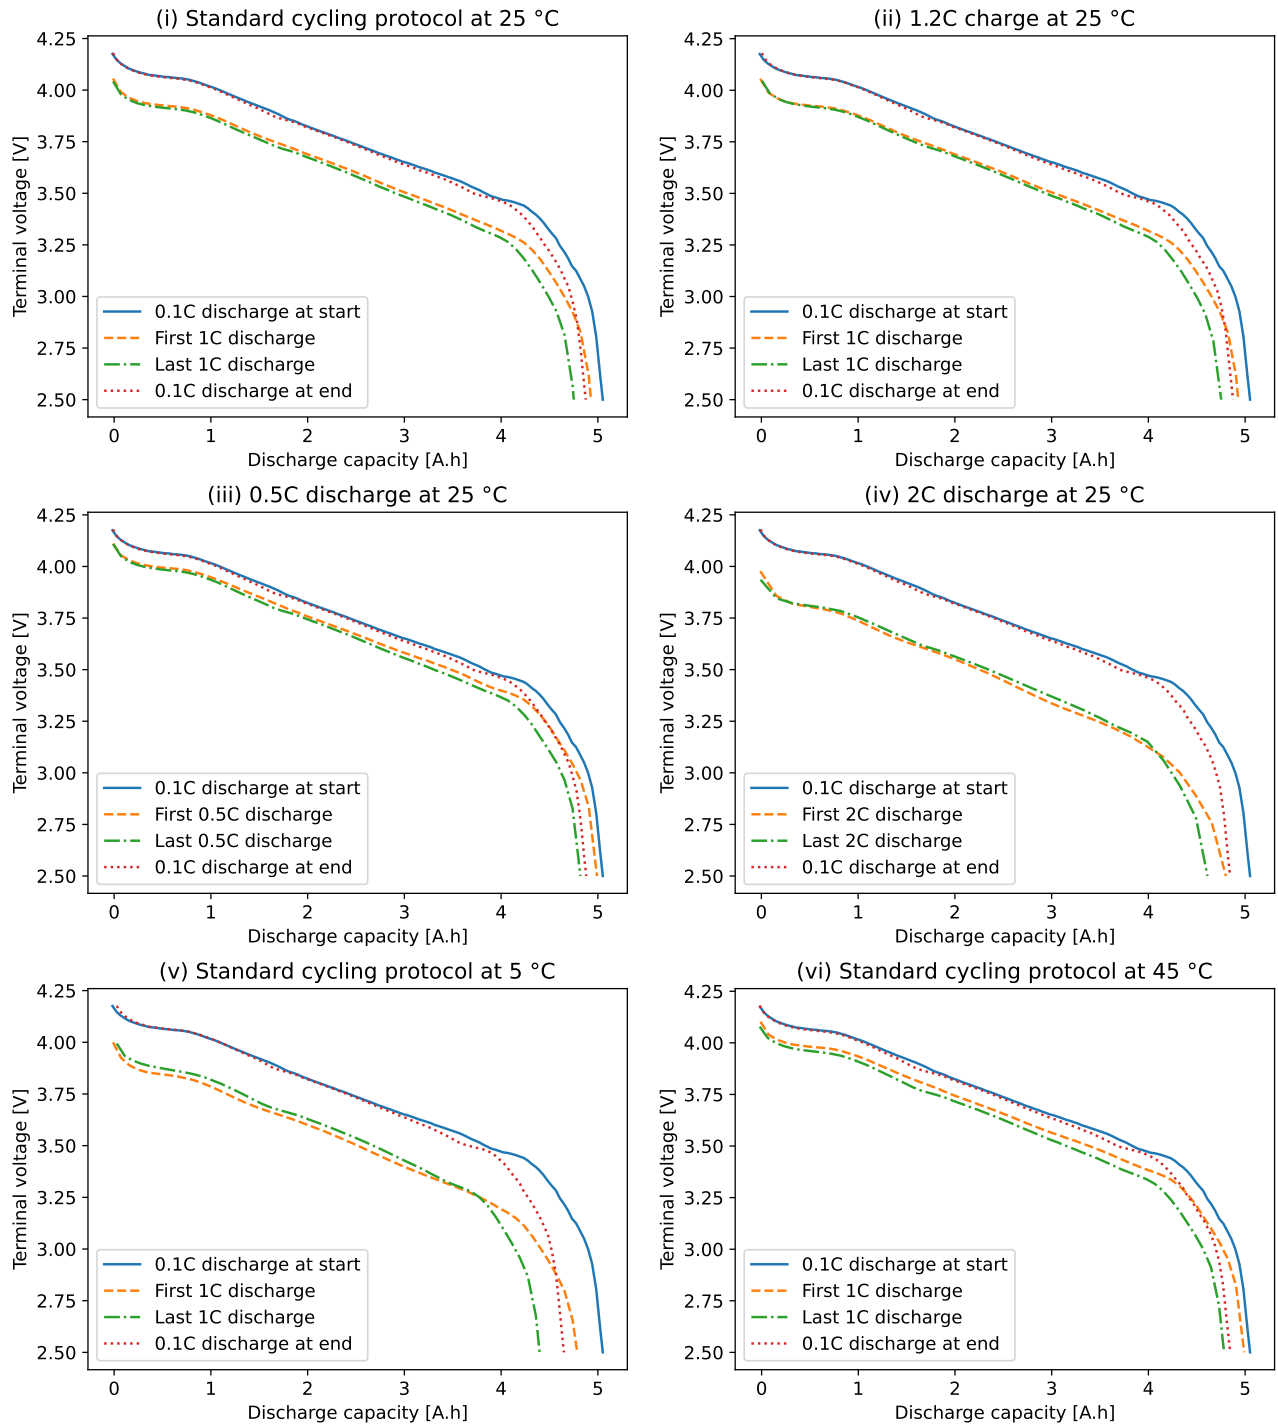 (i) Standard cycling protocol at 25 °C
4.25
4.00
3.75
3.50
3.25
3.00
2.75
2.50
Terminal voltage [V]
0.1C discharge at start
First 1C discharge
Last 1C discharge
0.1C discharge at end
0 1 2 3 4 5
Discharge capacity [A.h]
(ii) 1.2C charge at 25 °C
4.25
4.00
3.75
3.50
3.25
3.00
2.75
2.50
Terminal voltage [V]
0.1C discharge at start
First 1C discharge
Last 1C discharge
0.1C discharge at end
0 1 2 3 4 5
Discharge capacity [A.h]
(iii) 0.5C discharge at 25 °C
4.25
4.00
3.75
3.50
3.25
3.00
2.75
2.50
Terminal voltage [V]
0.1C discharge at start
First 0.5C discharge
Last 0.5C discharge
0.1C discharge at end
0 1 2 3 4 5
Discharge capacity [A.h]
(iv) 2C discharge at 25 °C
4.25
4.00
3.75
3.50
3.25
3.00
2.75
2.50
Terminal voltage [V]
0.1C discharge at start
First 2C discharge
Last 2C discharge
0.1C discharge at end
0 1 2 3 4 5
Discharge capacity [A.h]
(v) Standard cycling protocol at 5 °C
4.25
4.00
3.75
3.50
3.25
3.00
2.75
2.50
Terminal voltage [V]
0.1C discharge at start
First 1C discharge
Last 1C discharge
0.1C discharge at end
0 1 2 3 4 5
Discharge capacity [A.h]
(vi) Standard cycling protocol at 45 °C
4.25
4.00
3.75
3.50
3.25
3.00
2.75
2.50
Terminal voltage [V]
0.1C discharge at start
First 1C discharge
Last 1C discharge
0.1C discharge at end
0 1 2 3 4 5
Discharge capacity [A.h]